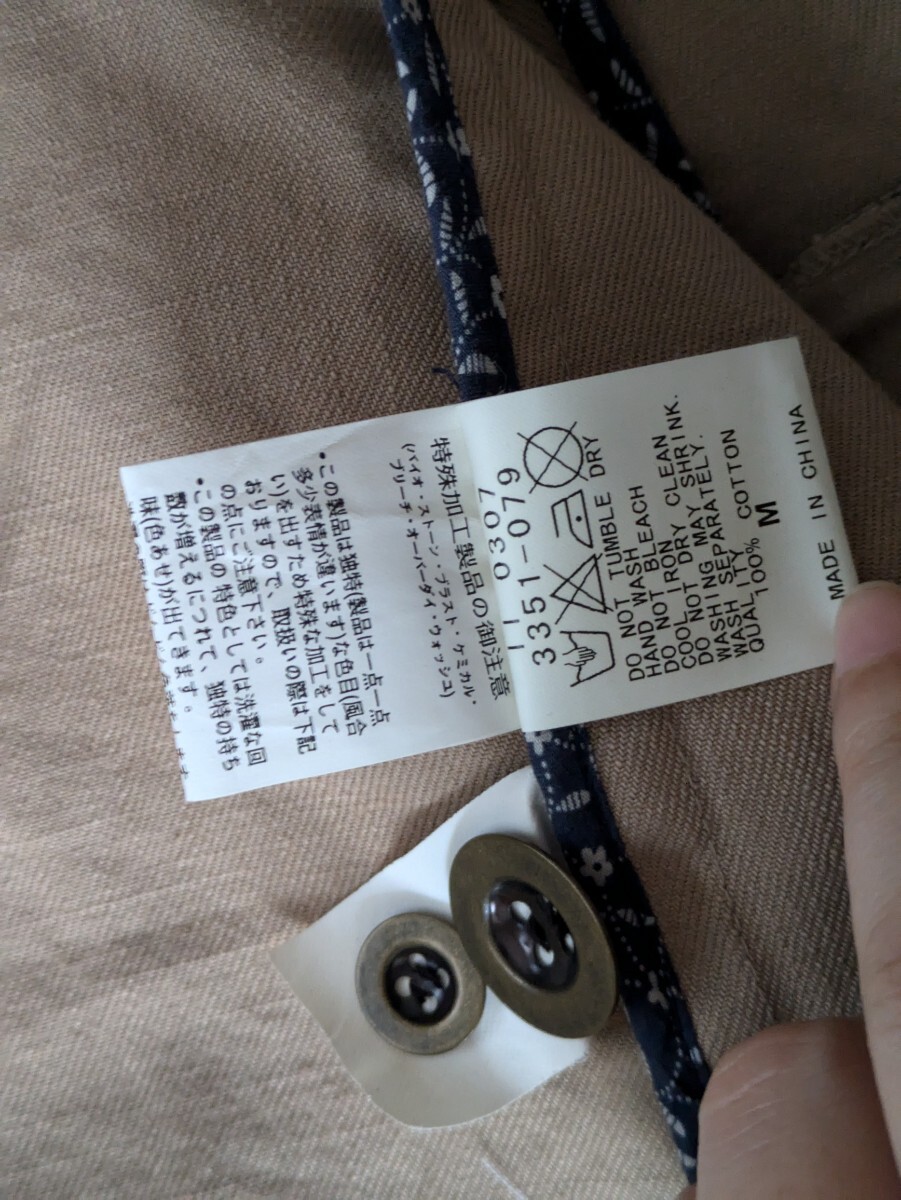 特殊加工製品の御注意
(バイオ・ストーン・ブラスト・ケミカル・
ブリーチ・オーバーダイ・ウォッシュ)
•この製品は独特(製品は一点一点
多少表情が違います)な色目(風合
い)を出すため特殊な加工をして
おりますので、取扱いの際は下記
の点にご注意下さい。
•この製品の特色としては洗濯な回
数が増えるにつれて、独特の持ち
味(色あせ)が出てきます。
I 0307
3351-079
DRY
DO NOT TUMBLE
HAND WASH
DO NOT BLEACH
COOL IRON
DO NOT DRY CLEAN
WASHING MAY SHRINK.
WASH SEPARATELY.
QUALITY
100% COTTON
M
MADE IN CHINA